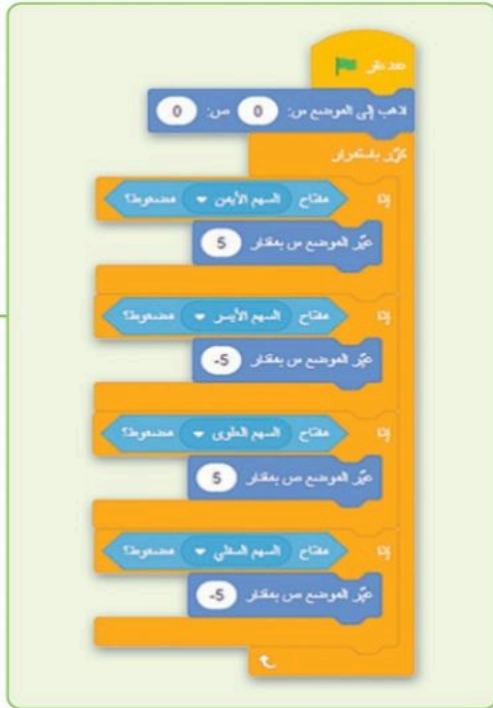 عند نقر
اذهب إلى الموضع س: 0 ص: 0
كرّر باستمرار
إذا مفتاح السهم الأيمن مضغوط؟
غيّر الموضع س بمقدار 5
إذا مفتاح السهم الأيسر مضغوط؟
غيّر الموضع س بمقدار -5
إذا مفتاح السهم العلوي مضغوط؟
غيّر الموضع ص بمقدار 5
إذا مفتاح السهم السفلي مضغوط؟
غيّر الموضع ص بمقدار -5